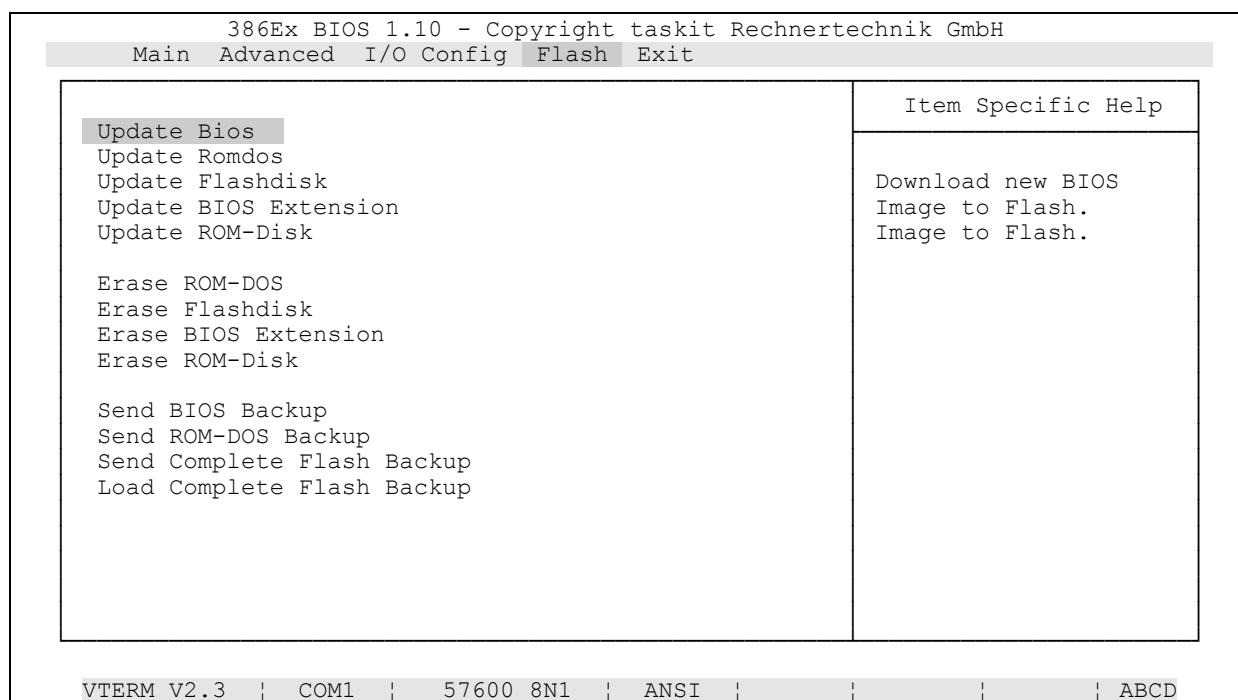 386Ex BIOS 1.10 - Copyright taskit Rechnertechnik GmbH
Main Advanced I/O Config Flash Exit
Item Specific Help
Update Bios
Update Romdos
Update Flashdisk
Update BIOS Extension
Update ROM-Disk
Download new BIOS
Image to Flash.
Image to Flash.
Erase ROM-DOS
Erase Flashdisk
Erase BIOS Extension
Erase ROM-Disk
Send BIOS Backup
Send ROM-DOS Backup
Send Complete Flash Backup
Load Complete Flash Backup
VTERM V2.3 ¦ COM1 ¦ 57600 8N1 ¦ ANSI ¦ ¦ ¦ ¦ ABCD